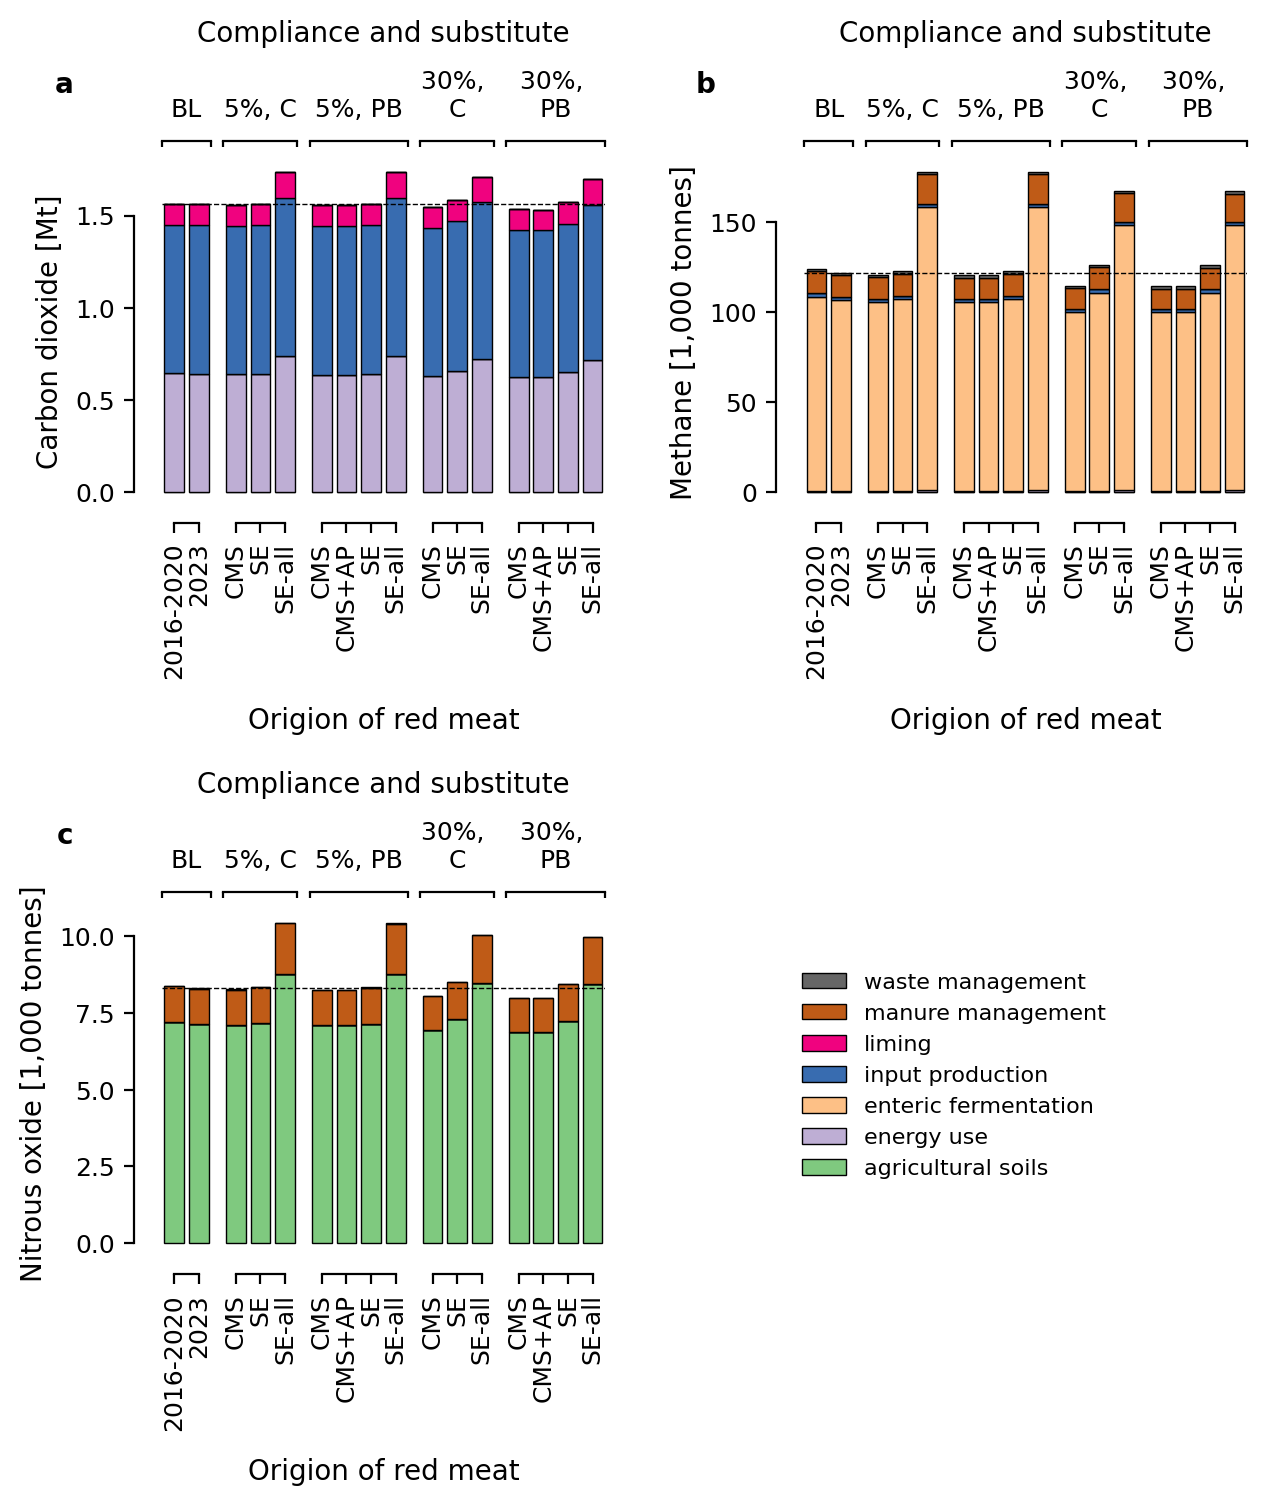 Compliance and substitute
a
BL
5%, C
5%, PB
30%,
C
30%,
PB
Carbon dioxide [Mt]
1.5
1.0
0.5
0.0
2016-2020
2023
CMS
SE
SE-all
CMS
CMS+AP
SE
SE-all
CMS
SE
SE-all
CMS
CMS+AP
SE
SE-all
Origion of red meat
Compliance and substitute
b
BL
5%, C
5%, PB
30%,
C
30%,
PB
Methane [1,000 tonnes]
150
100
50
0
2016-2020
2023
CMS
SE
SE-all
CMS
CMS+AP
SE
SE-all
CMS
SE
SE-all
CMS
CMS+AP
SE
SE-all
Origion of red meat
Compliance and substitute
c
BL
5%, C
5%, PB
30%,
C
30%,
PB
Nitrous oxide [1,000 tonnes]
10.0
7.5
5.0
2.5
0.0
2016-2020
2023
CMS
SE
SE-all
CMS
CMS+AP
SE
SE-all
CMS
SE
SE-all
CMS
CMS+AP
SE
SE-all
Origion of red meat
waste management
manure management
liming
input production
enteric fermentation
energy use
agricultural soils